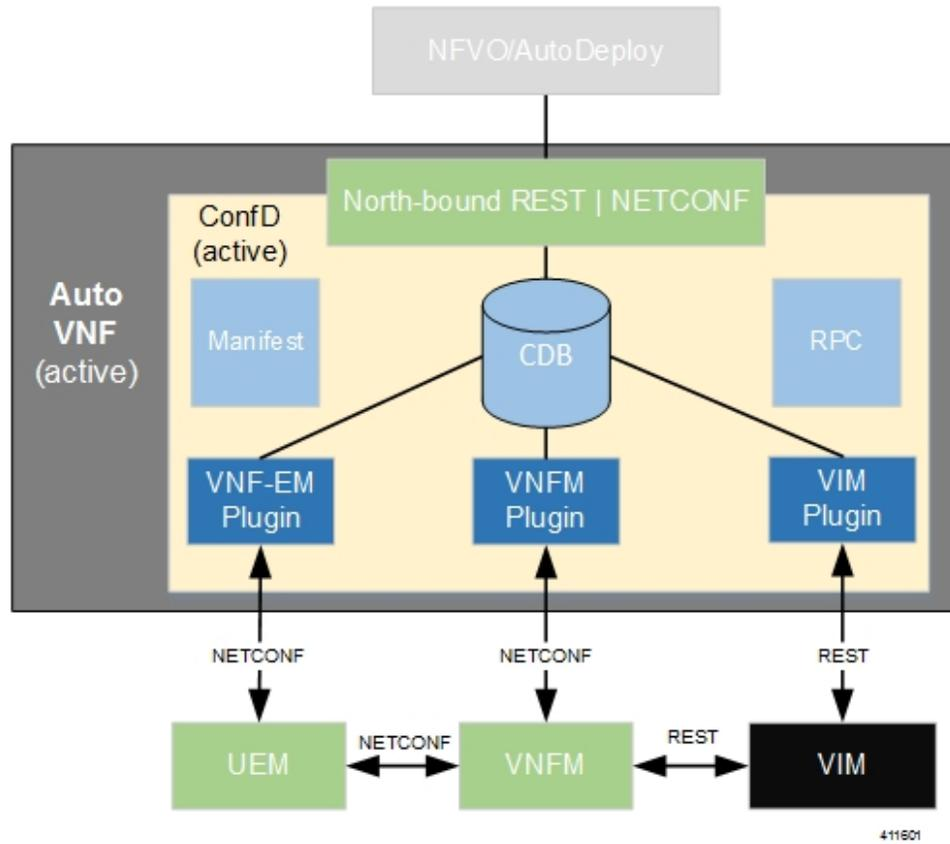 NFVO/AutoDeploy
North-bound REST | NETCONF
ConfD
(active)
Auto
VNF
(active)
Manifest
CDB
RPC
VNF-EM
Plugin
VNFM
Plugin
VIM
Plugin
NETCONF
NETCONF
REST
UEM
NETCONF
VNFM
REST
VIM
411601